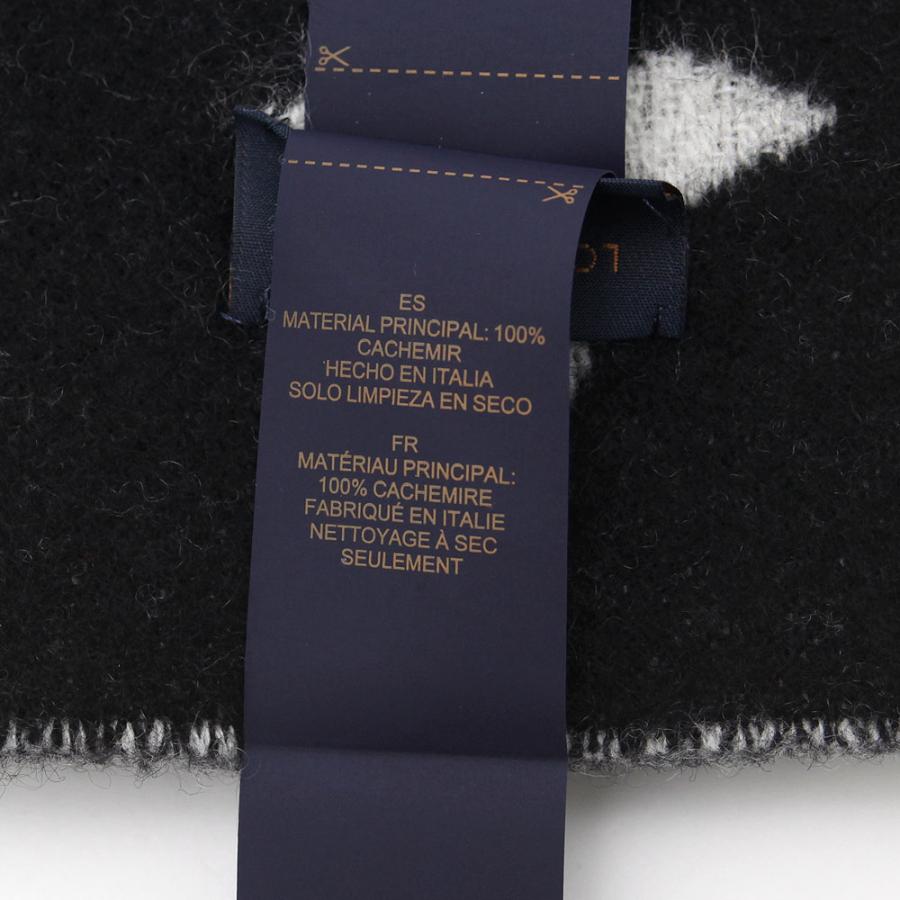 LO
ES
MATERIAL PRINCIPAL: 100%
CACHEMIR
HECHO EN ITALIA
SOLO LIMPIEZA EN SECO
FR
MATÉRIAU PRINCIPAL:
100% CACHEMIRE
FABRIQUÉ EN ITALIE
NETTOYAGE À SEC
SEULEMENT